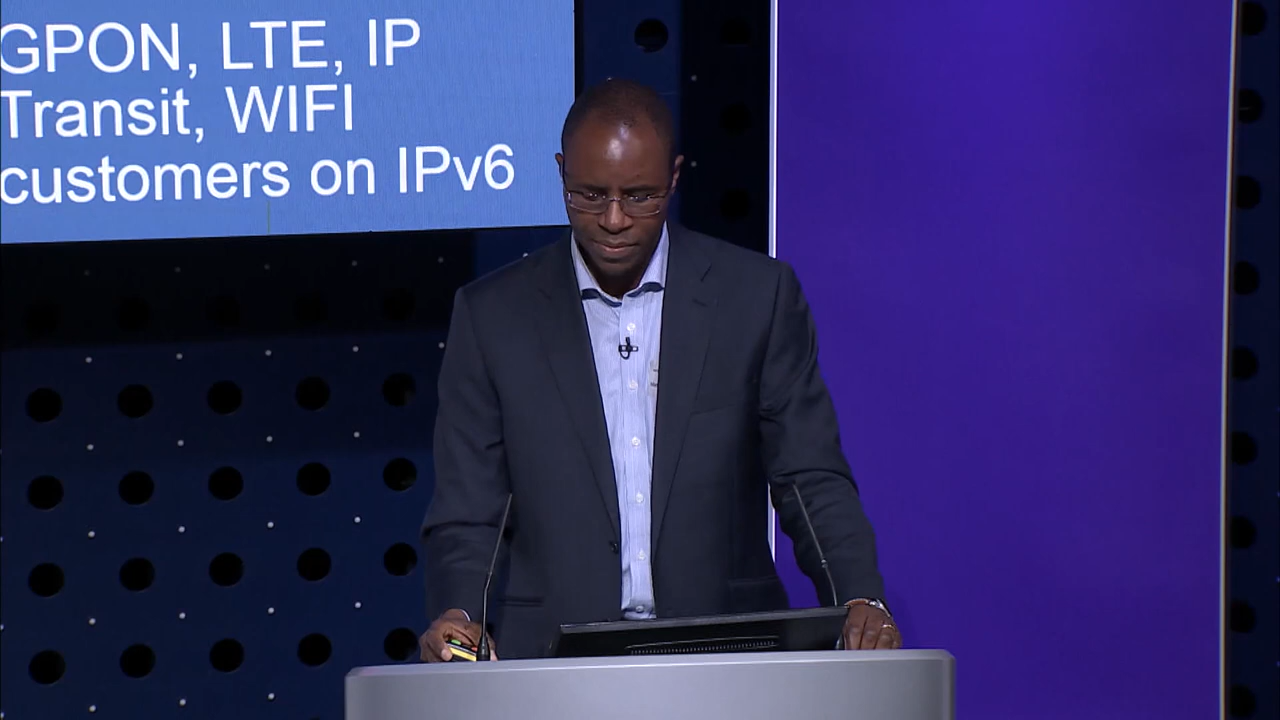 GPON, LTE, IP
Transit, WIFI
customers on IPv6